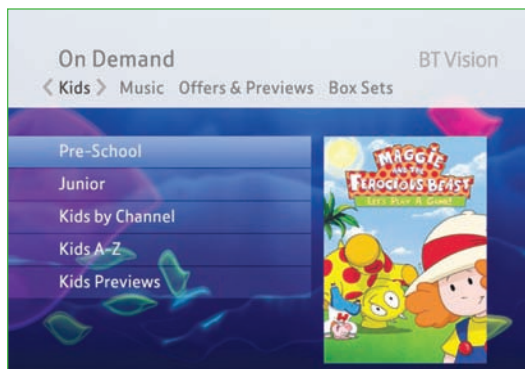 On Demand
BT Vision
< Kids > Music Offers & Previews Box Sets
Pre-School
Junior
Kids by Channel
Kids A-Z
Kids Previews
MAGGIE
AND THE
FEROCIOUS BEAST
LET'S PLAY A GAME!